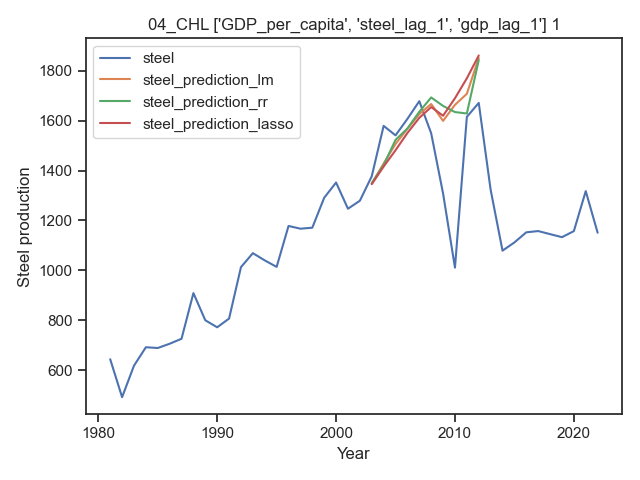 04_CHL ['GDP_per_capita', 'steel_lag_1', 'gdp_lag_1'] 1
steel
steel_prediction_lm
steel_prediction_rr
steel_prediction_lasso
Steel production
1800
1600
1400
1200
1000
800
600
1980
1990
2000
2010
2020
Year